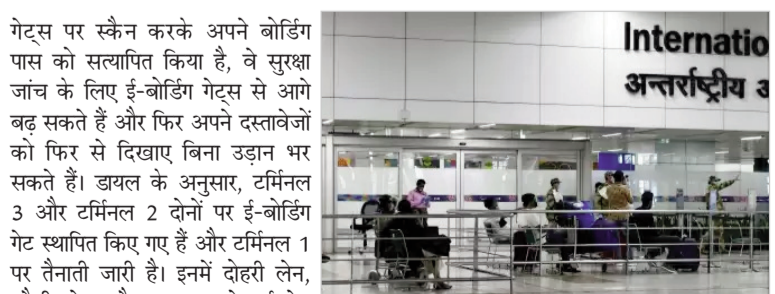 गेट्स पर स्कैन करके अपने बोर्डिंग
पास को सत्यापित किया है, वे सुरक्षा
जांच के लिए ई-बोर्डिंग गेट्स से आगे
बढ़ सकते हैं और फिर अपने दस्तावेजों
को फिर से दिखाए बिना उड़ान भर
सकते हैं। डायल के अनुसार, टर्मिनल
3 और टर्मिनल 2 दोनों पर ई-बोर्डिंग
गेट स्थापित किए गए हैं और टर्मिनल 1
पर तैनाती जारी है। इनमें दोहरी लेन,
Internatio
अन्तर्राष्ट्रीय